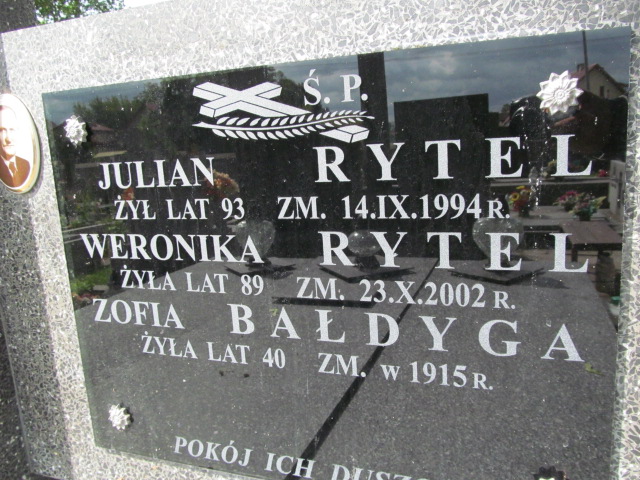 Ś. P.
JULIAN RYTEL
ŻYŁ LAT 93 ZM. 14.IX.1994 R.
WERONIKA RYTEL
ŻYŁA LAT 89 ZM. 23.X.2002 R.
ZOFIA BAŁDYGA
ŻYŁA LAT 40 ZM. W 1915 R.
POKÓJ ICH